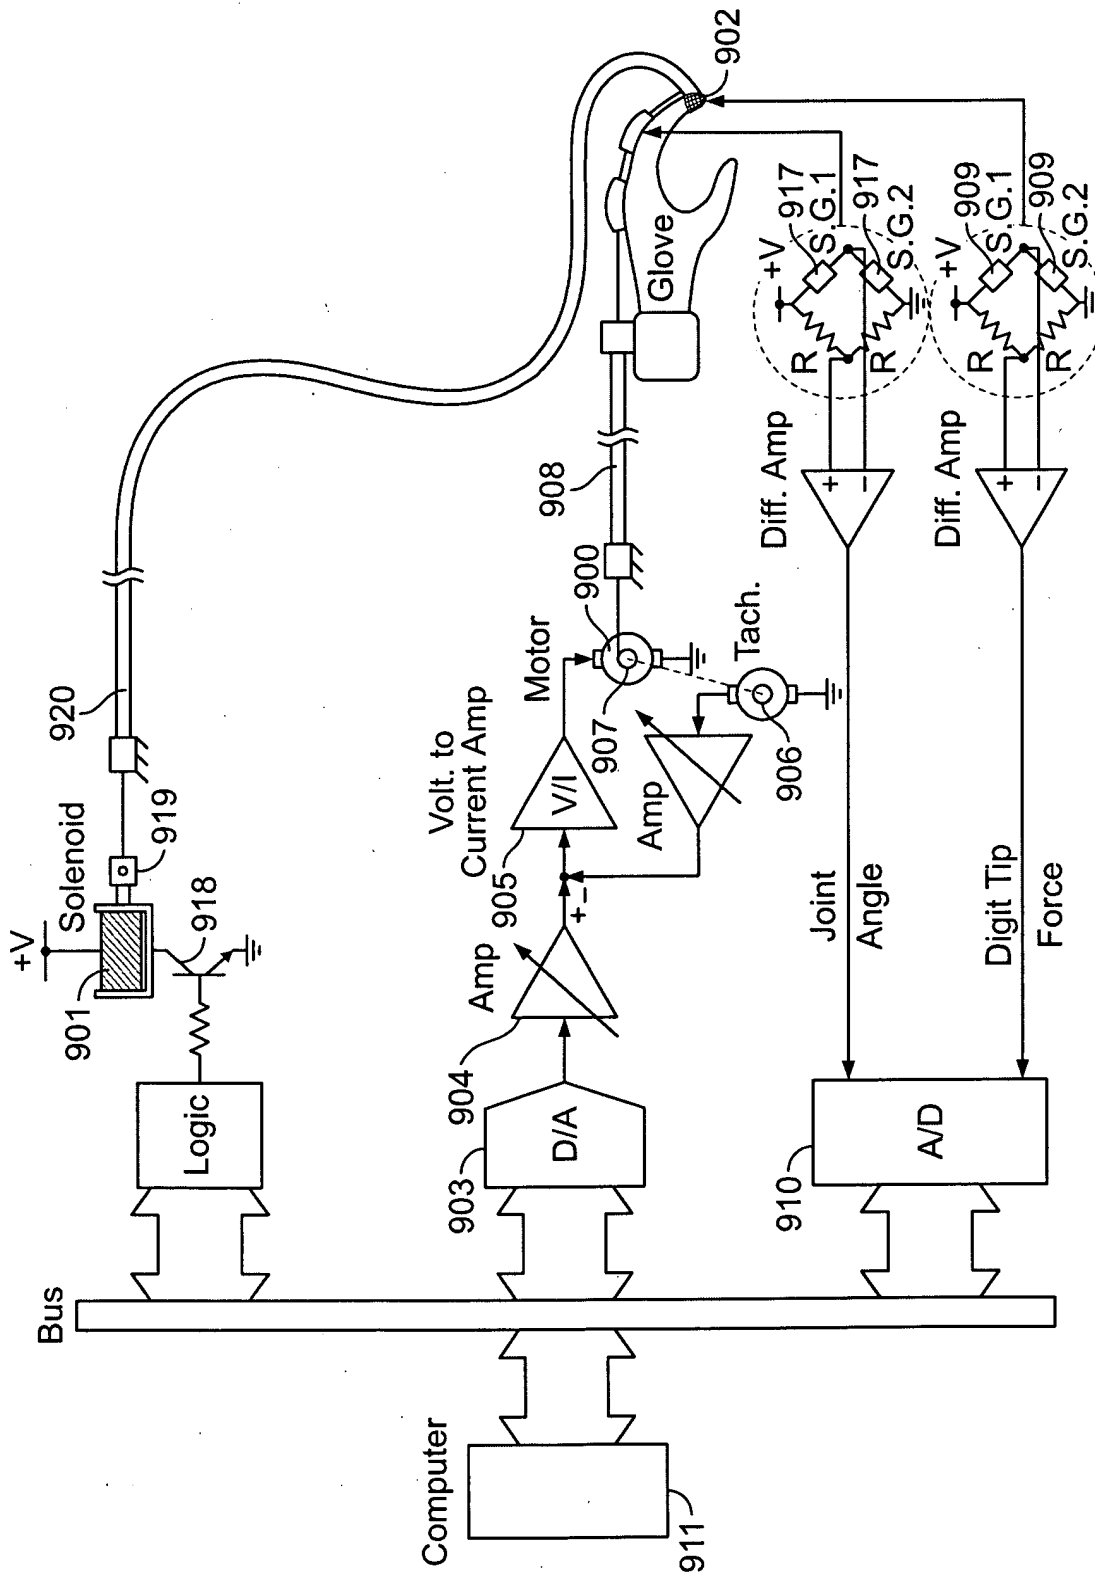 +V
Solenoid
901
919
918
920
Logic
Bus
Computer
911
903
D/A
904
Amp
+
-
905
V/I
Volt. to
Current Amp
Motor
900
907
908
Glove
902
Amp
906
Tach.
910
A/D
Joint
Angle
Digit Tip
Force
Diff. Amp
+
-
R
R
+V
917
S.G.1
917
S.G.2
Diff. Amp
+
-
R
R
+V
909
S.G.1
909
S.G.2